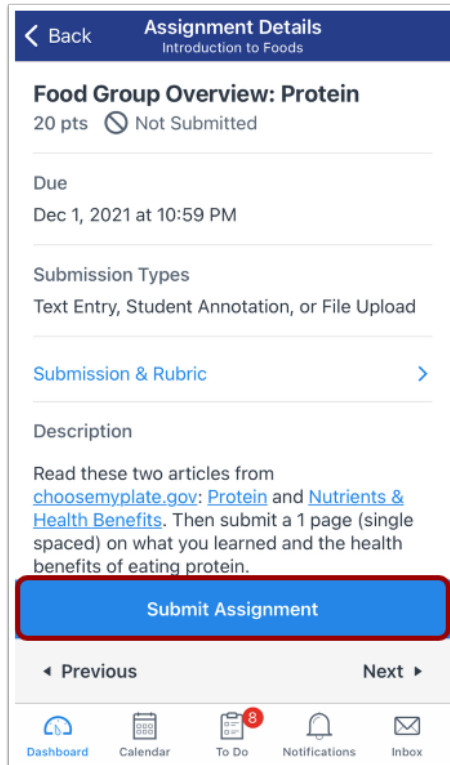 Back
Assignment Details
Introduction to Foods
Food Group Overview: Protein
20 pts Not Submitted
Due
Dec 1, 2021 at 10:59 PM
Submission Types
Text Entry, Student Annotation, or File Upload
Submission & Rubric
Description
Read these two articles from
choosemyplate.gov: Protein and Nutrients &
Health Benefits. Then submit a 1 page (single
spaced) on what you learned and the health
benefits of eating protein.
Submit Assignment
Previous Next
8
Dashboard Calendar To Do Notifications Inbox